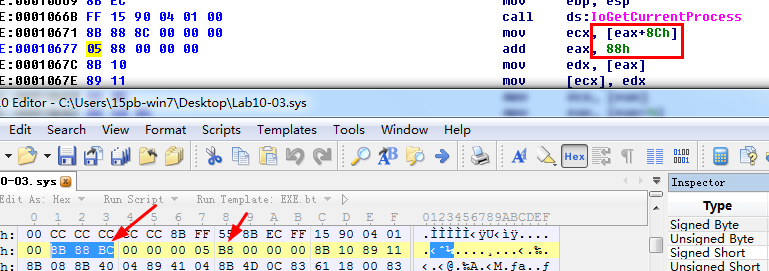 E:00010669 8B EC mov ebp, esp
E:0001066B FF 15 90 04 01 00 call ds:IoGetCurrentProcess
E:00010671 8B 88 8C 00 00 00 mov ecx, [eax+8Ch]
E:00010677 05 88 00 00 00 add eax, 88h
E:0001067C 8B 10 mov edx, [eax]
E:0001067E 89 11 mov [ecx], edx
10 Editor - C:\Users\15pb-win7\Desktop\Lab10-03.sys
Edit Search View Format Scripts Templates Tools Window Help
Hex
0-03.sys
Edit As: Hex Run Script Run Template: EXE.bt
Inspector
0 1 2 3 4 5 6 7 8 9 A B C D E F 0123456789ABCDEF
Type
h: 00 CC CC CC CC CC 8B FF 55 8B EC FF 15 90 04 01 .ÌÌÌÌÌ‹ÿU‹ìÿ....
Signed Byte
h: 00 8B 88 BC 00 00 00 05 B8 00 00 00 8B 10 89 11 .‹ˆ¼....¸...‹.‰.
Unsigned Byte
h: 8B 08 8B 40 04 89 41 04 8B 4D 0C 83 61 18 00 83
Signed Short
Unsigned Short